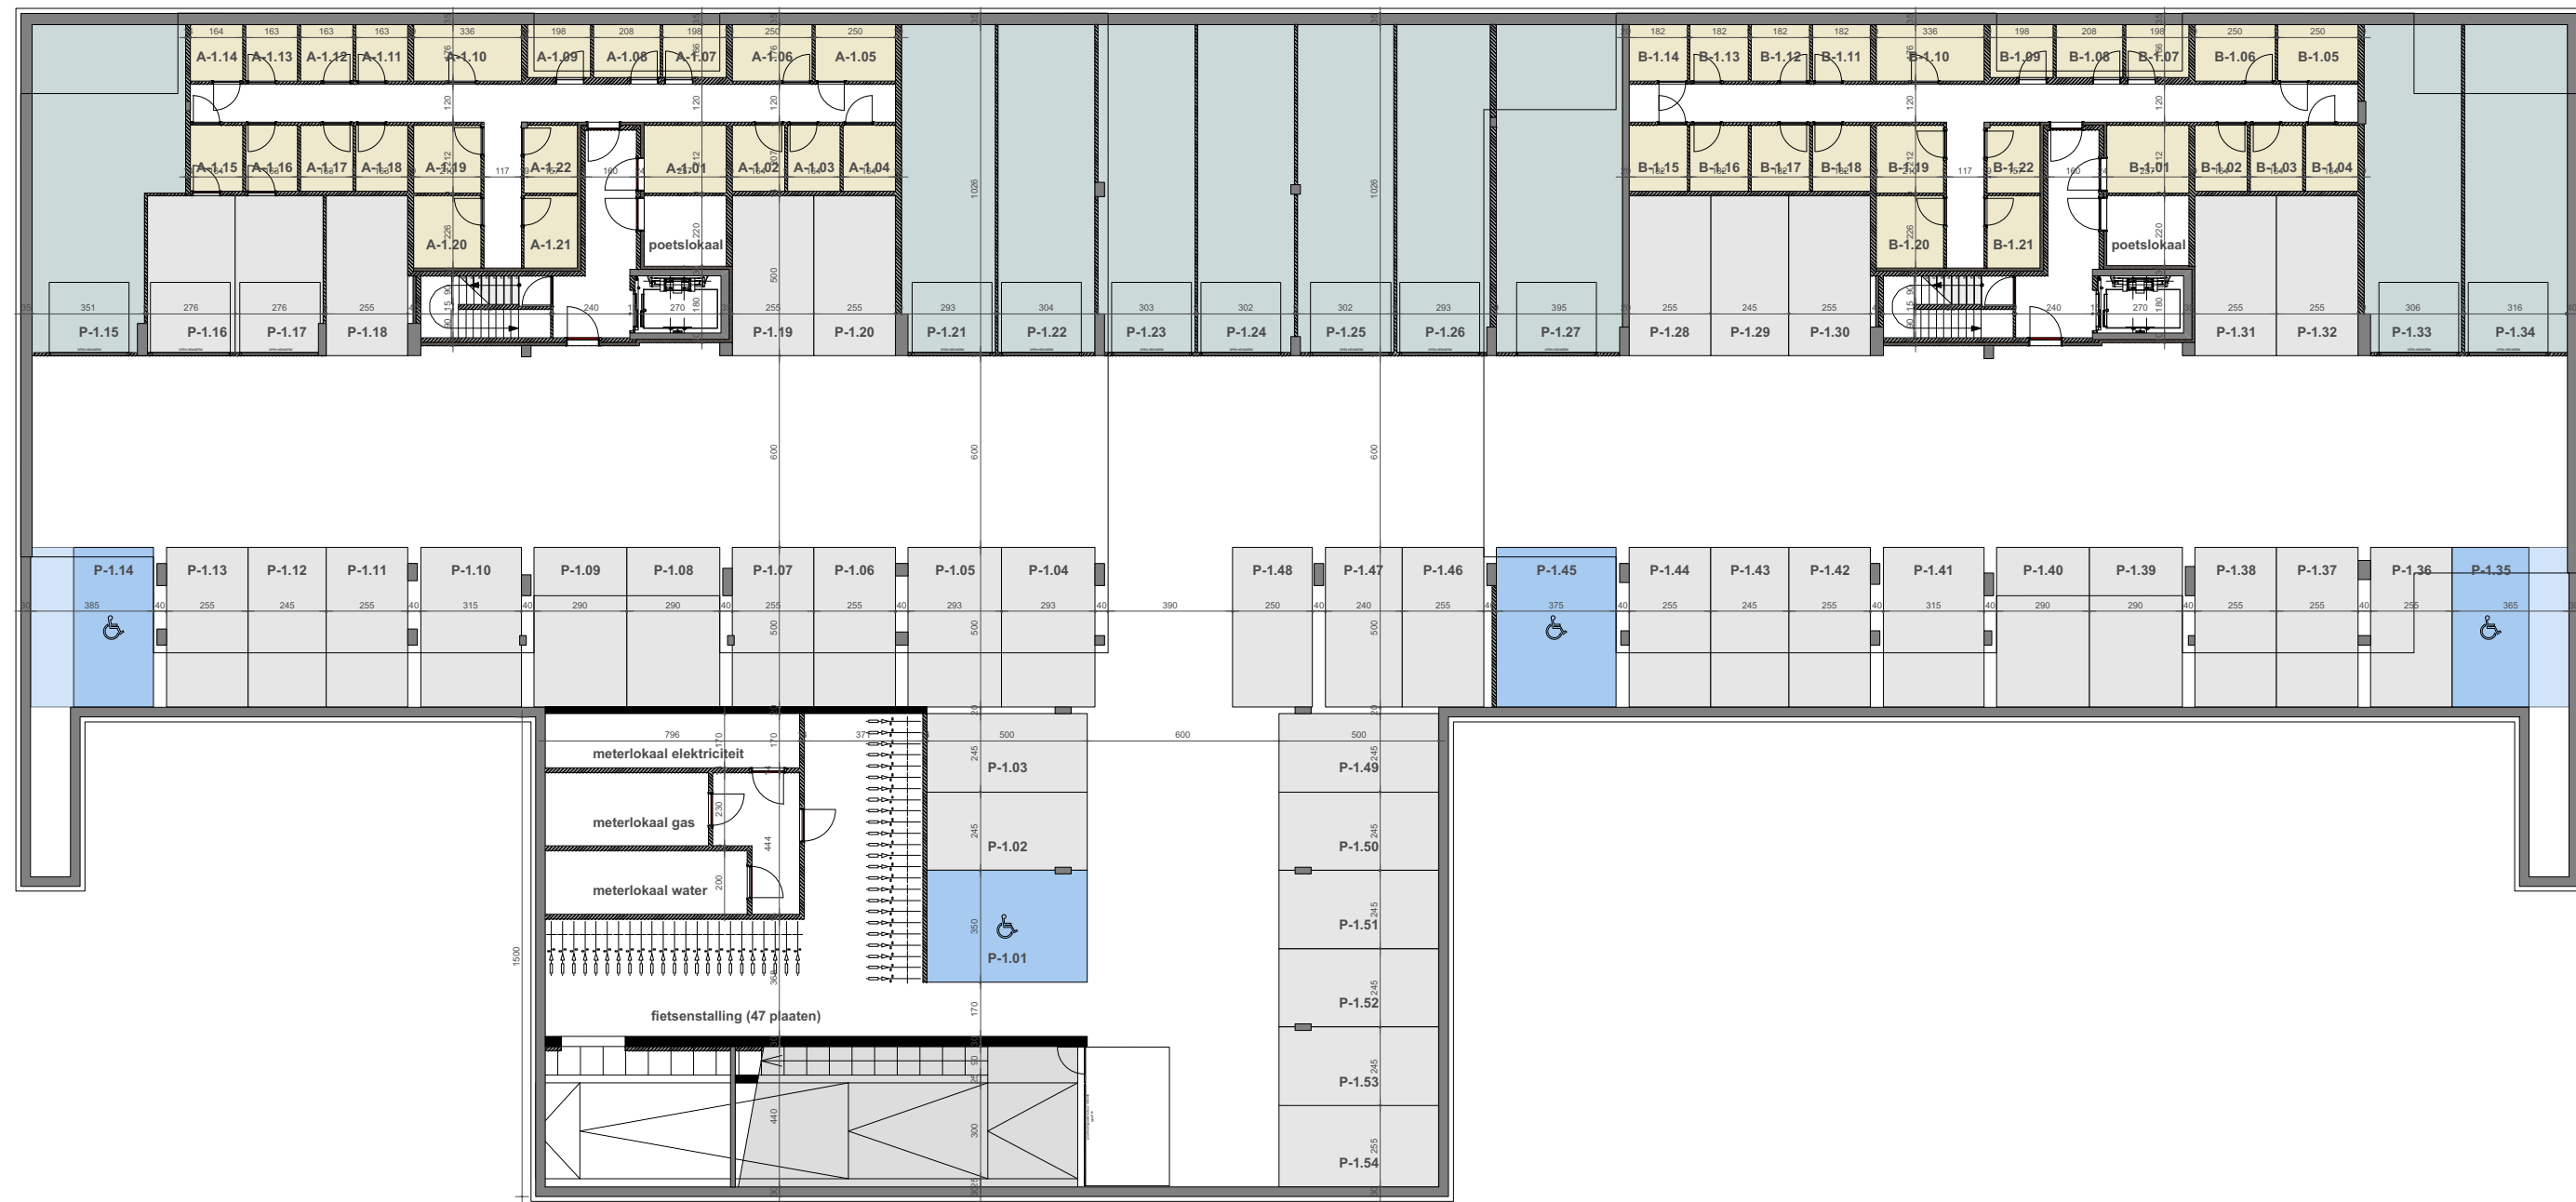 164 163 163 163 336 198 208 198 250 250 182 182 182 182 336 198 208 198 250 250
A-1.14 A-1.13 A-1.12 A-1.11 A-1.10 A-1.09 A-1.08 A-1.07 A-1.06 A-1.05 B-1.14 B-1.13 B-1.12 B-1.11 B-1.10 B-1.09 B-1.08 B-1.07 B-1.06 B-1.05
120 120 120 120 120
A-1.15 A-1.16 A-1.17 A-1.18 A-1.19 A-1.22 A-1.01 A-1.02 A-1.03 A-1.04 B-1.15 B-1.16 B-1.17 B-1.18 B-1.19 B-1.22 B-1.01 B-1.02 B-1.03 B-1.04
117 160 1026 1026 117 160
A-1.20 A-1.21 poetslokaal B-1.20 B-1.21 poetslokaal
226 220 500 226 220
351 276 276 255 240 270 255 255 293 304 303 302 302 293 395 255 245 255 240 270 255 255 306 316
P-1.15 P-1.16 P-1.17 P-1.18 P-1.19 P-1.20 P-1.21 P-1.22 P-1.23 P-1.24 P-1.25 P-1.26 P-1.27 P-1.28 P-1.29 P-1.30 P-1.31 P-1.32 P-1.33 P-1.34
600 600 600
P-1.14 P-1.13 P-1.12 P-1.11 P-1.10 P-1.09 P-1.08 P-1.07 P-1.06 P-1.05 P-1.04 P-1.48 P-1.47 P-1.46 P-1.45 P-1.44 P-1.43 P-1.42 P-1.41 P-1.40 P-1.39 P-1.38 P-1.37 P-1.36 P-1.35
385 40 255 245 255 40 315 40 290 290 40 255 255 40 293 293 40 390 250 40 240 255 375 40 255 245 255 40 315 40 290 290 40 255 255 40 255 365
500 500 500
796 371 500 600 500
meterlokaal elektriciteit
170 170 245 245
P-1.03 P-1.49
meterlokaal gas
230 444 245 245
P-1.02 P-1.50
meterlokaal water
200 350 245
P-1.51
P-1.01
1500 368 170 245
P-1.52
fietsenstalling (47 plaaten)
90 25 245
P-1.53
440 300 255
P-1.54